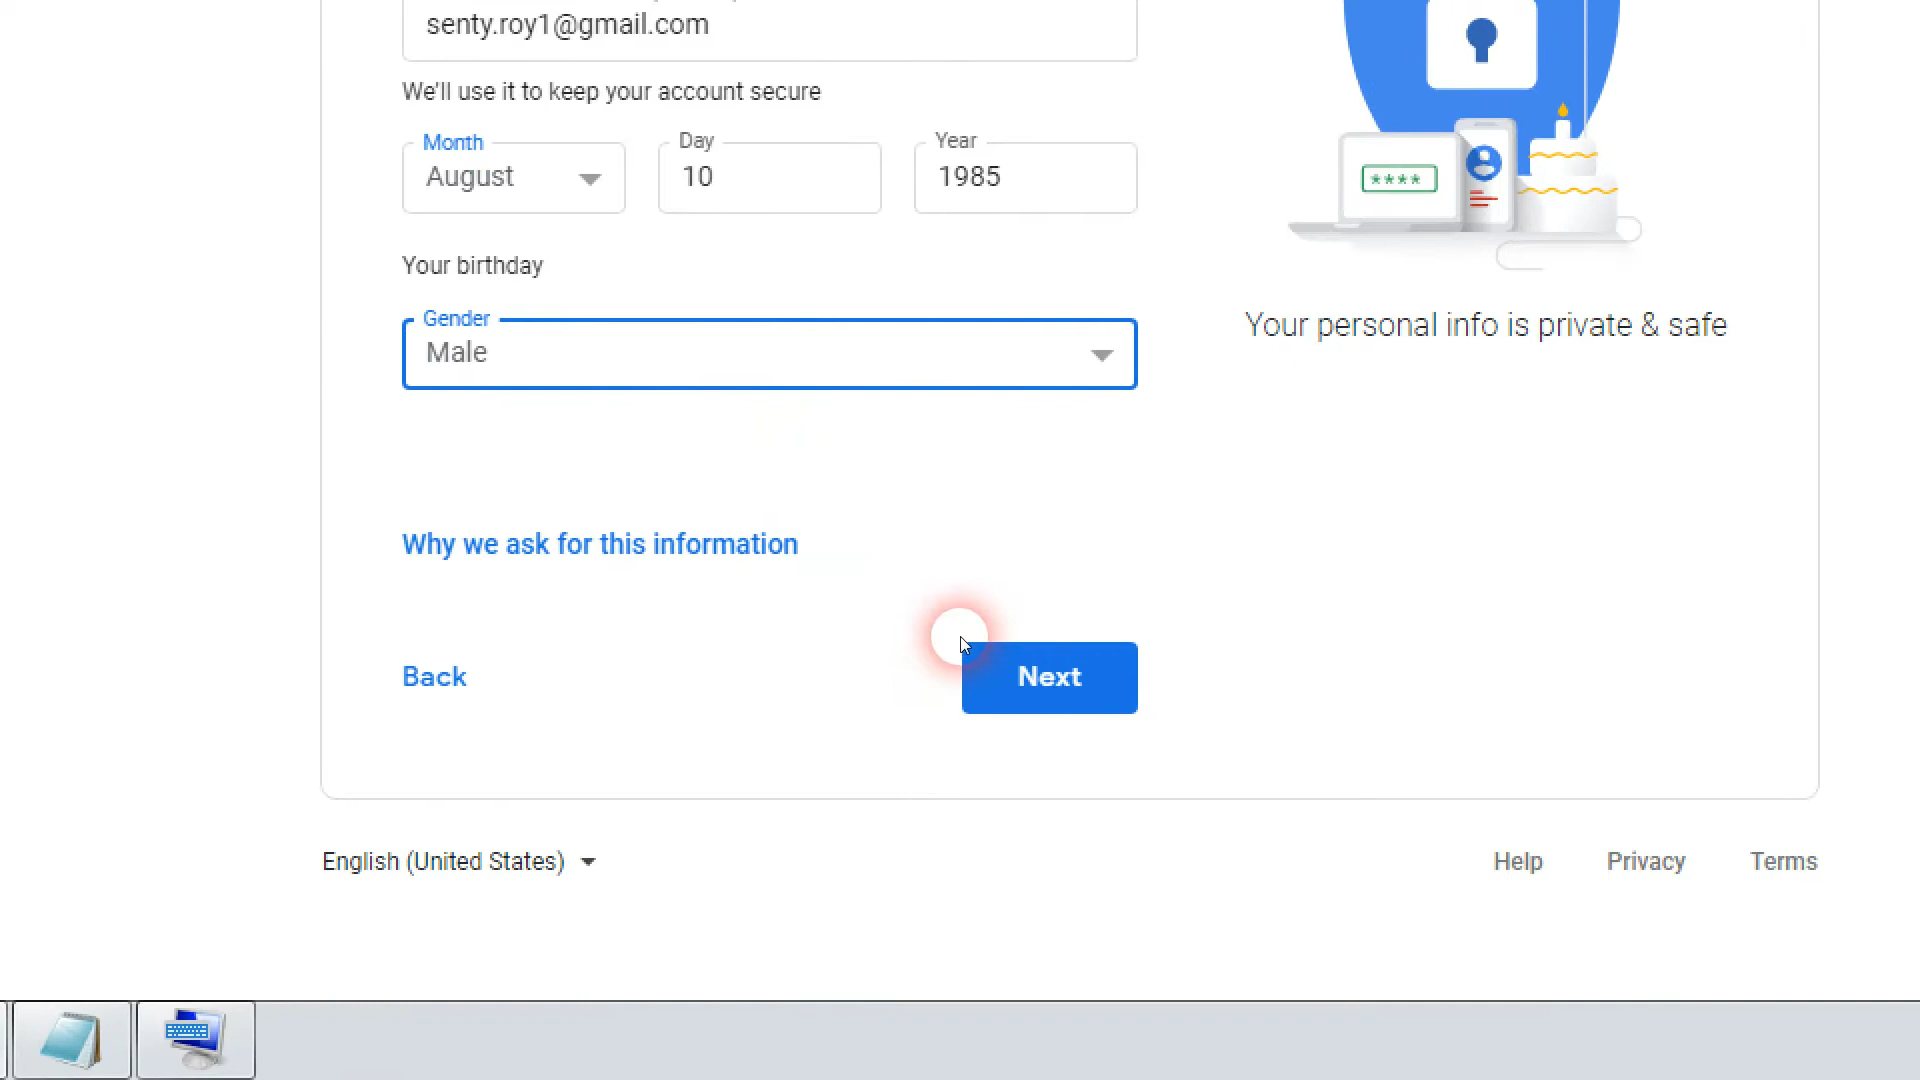 senty.roy1@gmail.com
We'll use it to keep your account secure
Month
August
Day
10
Year
1985
Your birthday
Gender
Male
Your personal info is private & safe
Why we ask for this information
Back
Next
English (United States)
Help
Privacy
Terms